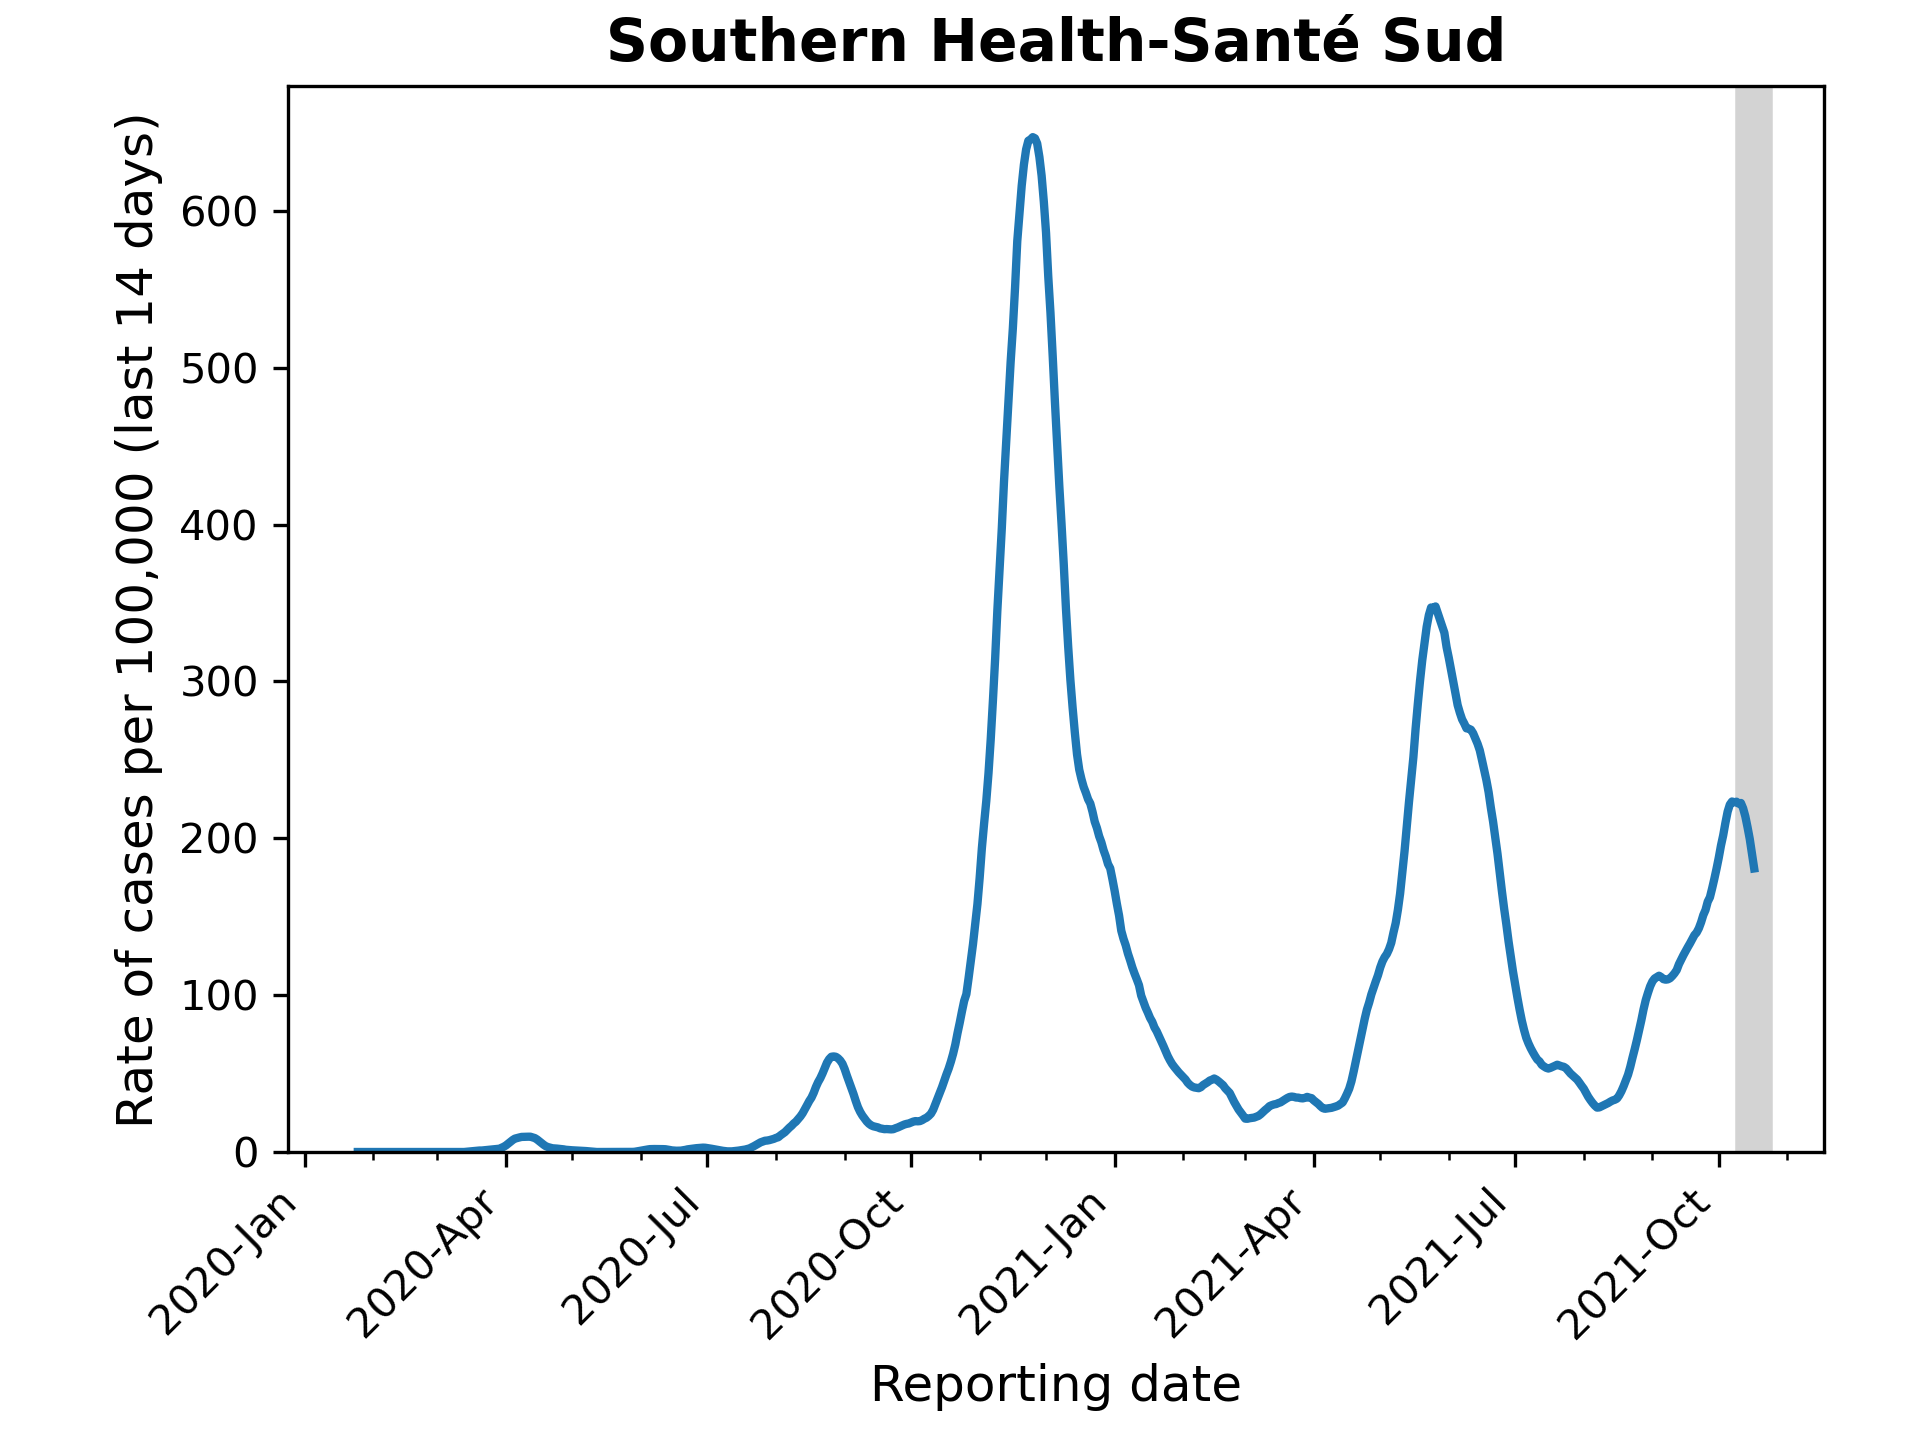 Southern Health-Santé Sud
Rate of cases per 100,000 (last 14 days)
600
500
400
300
200
100
0
2020-Jan
2020-Apr
2020-Jul
2020-Oct
2021-Jan
2021-Apr
2021-Jul
2021-Oct
Reporting date